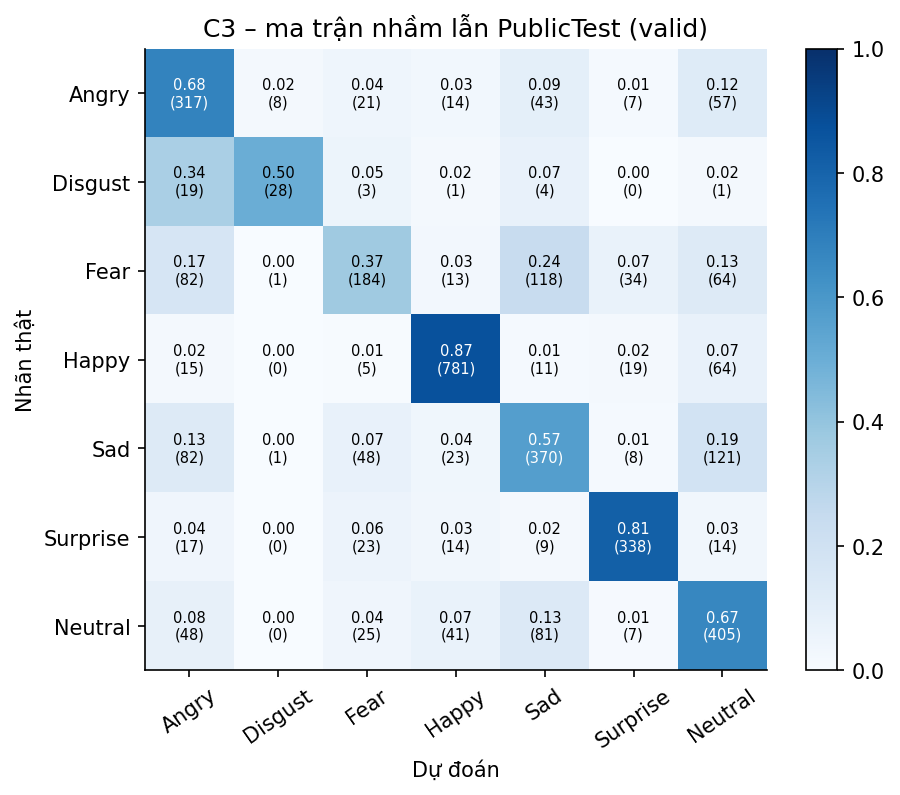 C3 – ma trận nhầm lẫn PublicTest (valid)
Nhãn thật
Angry
0.68 0.02 0.04 0.03 0.09 0.01 0.12
(317) (8) (21) (14) (43) (7) (57)
Disgust
0.34 0.50 0.05 0.02 0.07 0.00 0.02
(19) (28) (3) (1) (4) (0) (1)
Fear
0.17 0.00 0.37 0.03 0.24 0.07 0.13
(82) (1) (184) (13) (118) (34) (64)
Happy
0.02 0.00 0.01 0.87 0.01 0.02 0.07
(15) (0) (5) (781) (11) (19) (64)
Sad
0.13 0.00 0.07 0.04 0.57 0.01 0.19
(82) (1) (48) (23) (370) (8) (121)
Surprise
0.04 0.00 0.06 0.03 0.02 0.81 0.03
(17) (0) (23) (14) (9) (338) (14)
Neutral
0.08 0.00 0.04 0.07 0.13 0.01 0.67
(48) (0) (25) (41) (81) (7) (405)
Angry Disgust Fear Happy Sad Surprise Neutral
Dự đoán
1.0
0.8
0.6
0.4
0.2
0.0